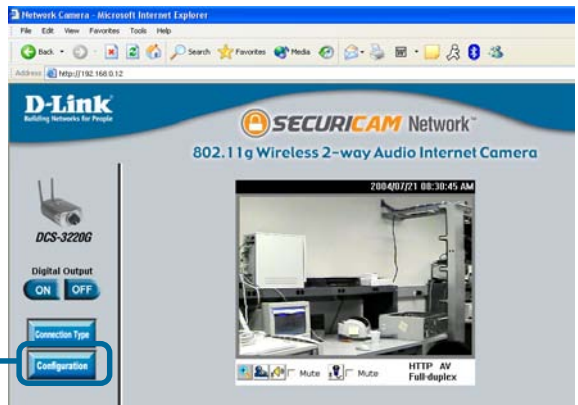 Network Camera - Microsoft Internet Explorer
File Edit View Favorites Tools Help
Back Search Favorites Media
Address http://192.168.0.12
D-Link
Building Networks for People
SECURICAM Network™
802.11g Wireless 2-way Audio Internet Camera
2004/07/21 08:30:45 AM
DCS-3220G
Digital Output
ON OFF
Connection Type
Configuration
Mute Mute HTTP AV
Full-duplex